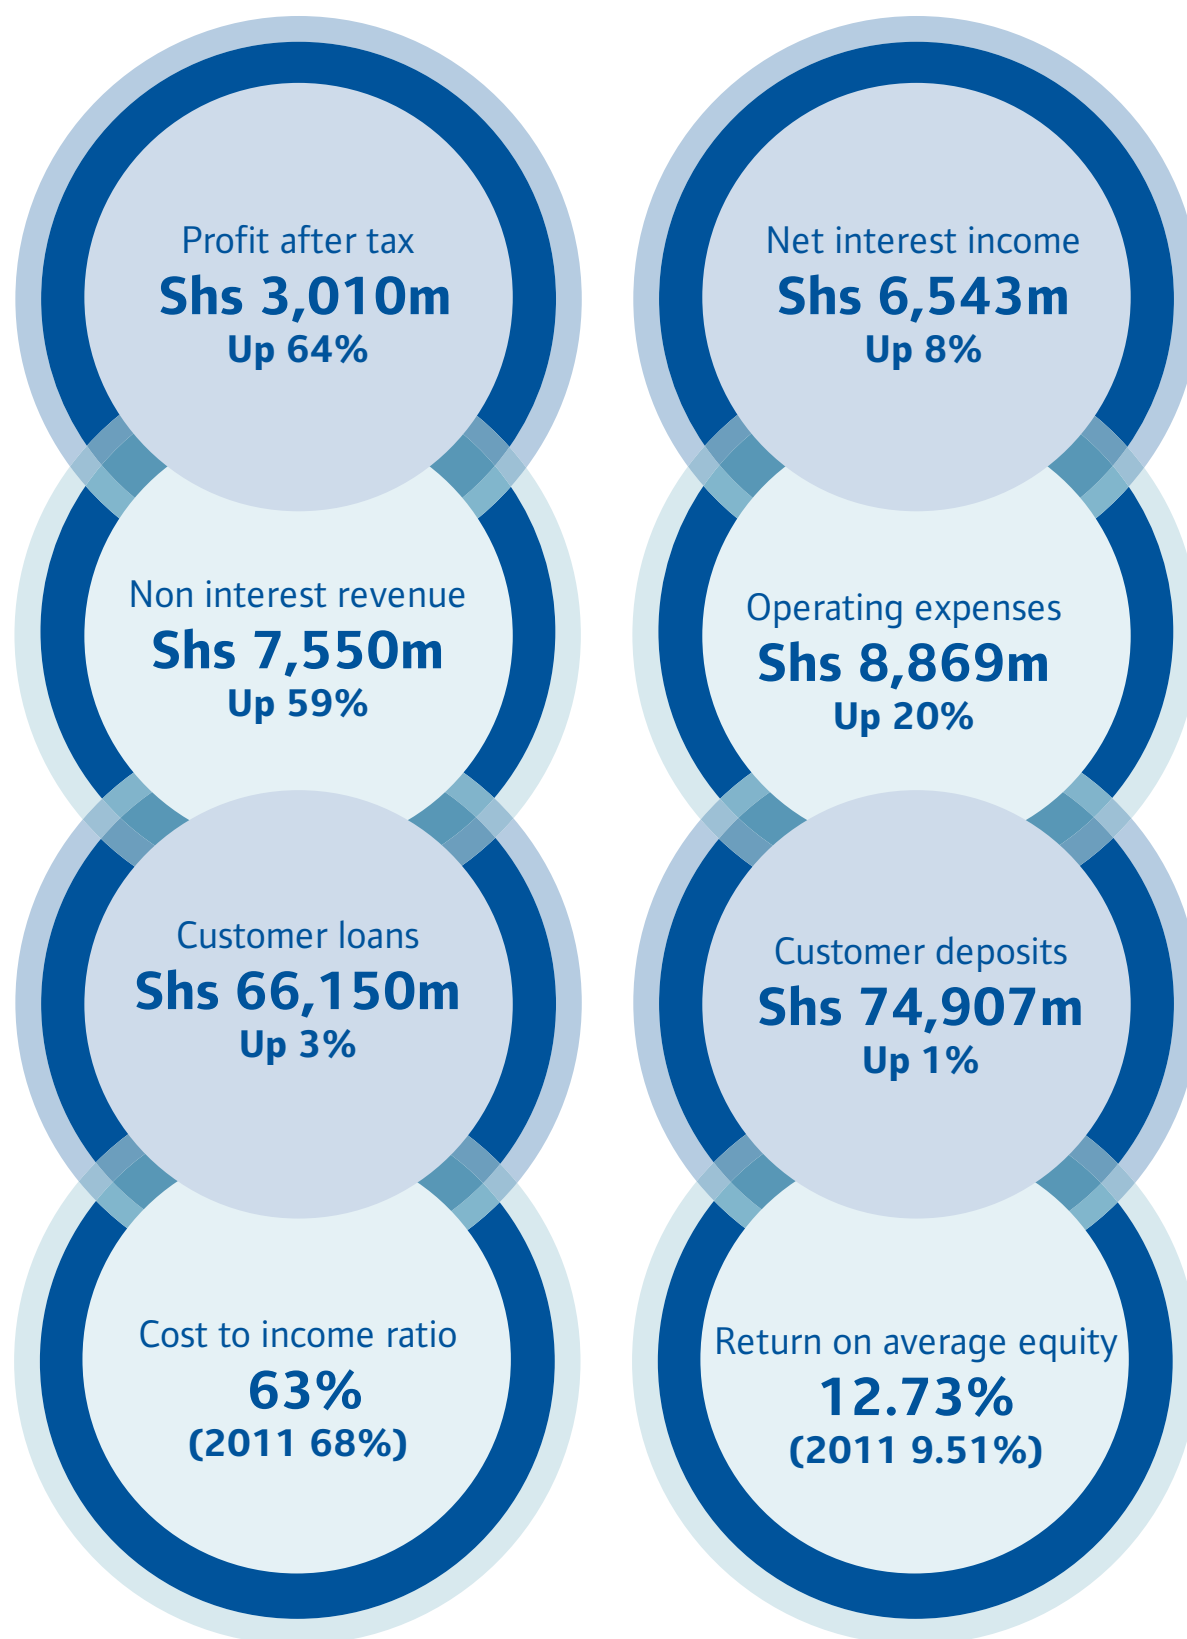 Profit after tax
Shs 3,010m
Up 64%
Net interest income
Shs 6,543m
Up 8%
Non interest revenue
Shs 7,550m
Up 59%
Operating expenses
Shs 8,869m
Up 20%
Customer loans
Shs 66,150m
Up 3%
Customer deposits
Shs 74,907m
Up 1%
Cost to income ratio
63%
(2011 68%)
Return on average equity
12.73%
(2011 9.51%)